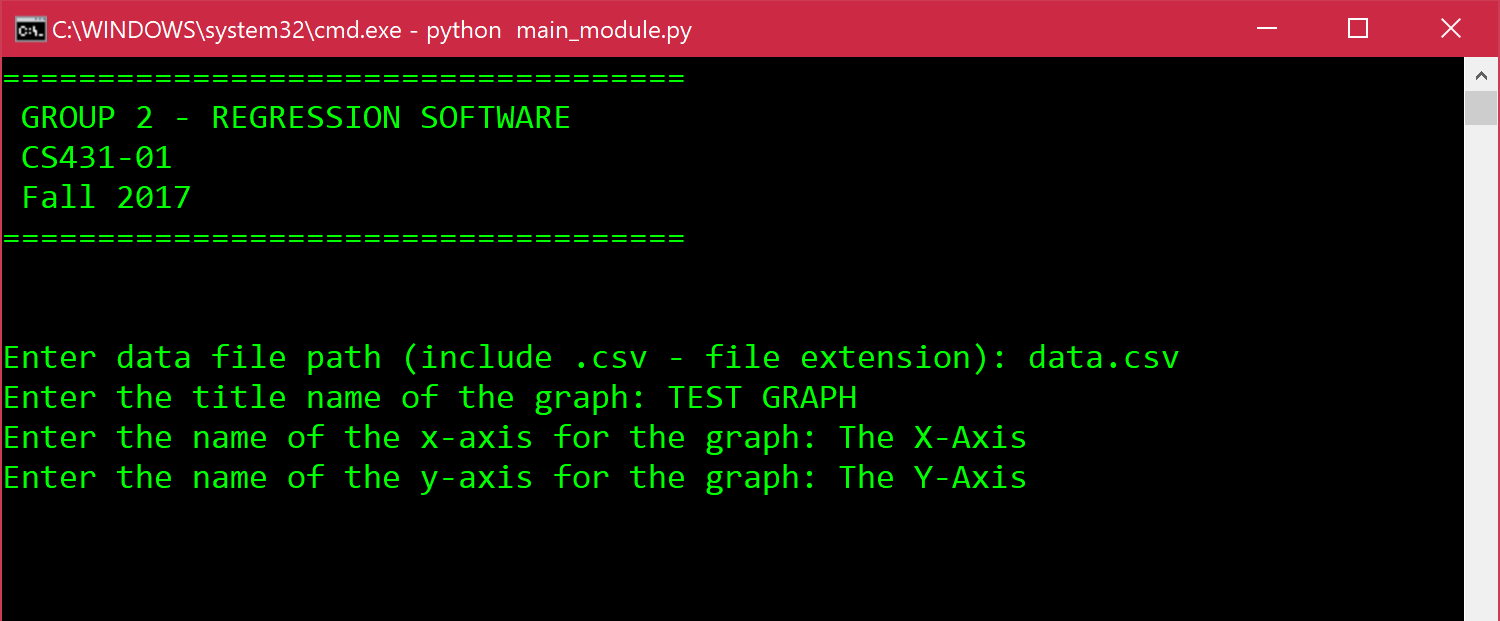 C:\WINDOWS\system32\cmd.exe - python  main_module.py
====================================
GROUP 2 - REGRESSION SOFTWARE
CS431-01
Fall 2017
====================================
Enter data file path (include .csv - file extension): data.csv
Enter the title name of the graph: TEST GRAPH
Enter the name of the x-axis for the graph: The X-Axis
Enter the name of the y-axis for the graph: The Y-Axis